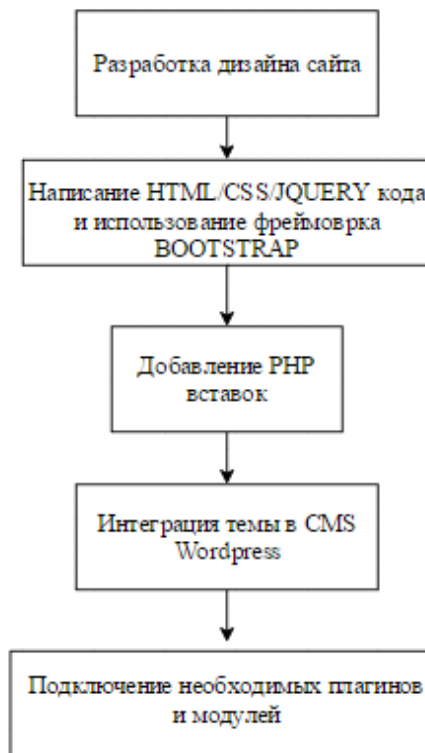 Разработка дизайна сайта
Написание HTML/CSS/JQUERY кода
и использование фреймоврка
BOOTSTRAP
Добавление PHP
вставок
Интеграция темы в CMS
Wordpress
Подключение необходимых плагинов
и модулей